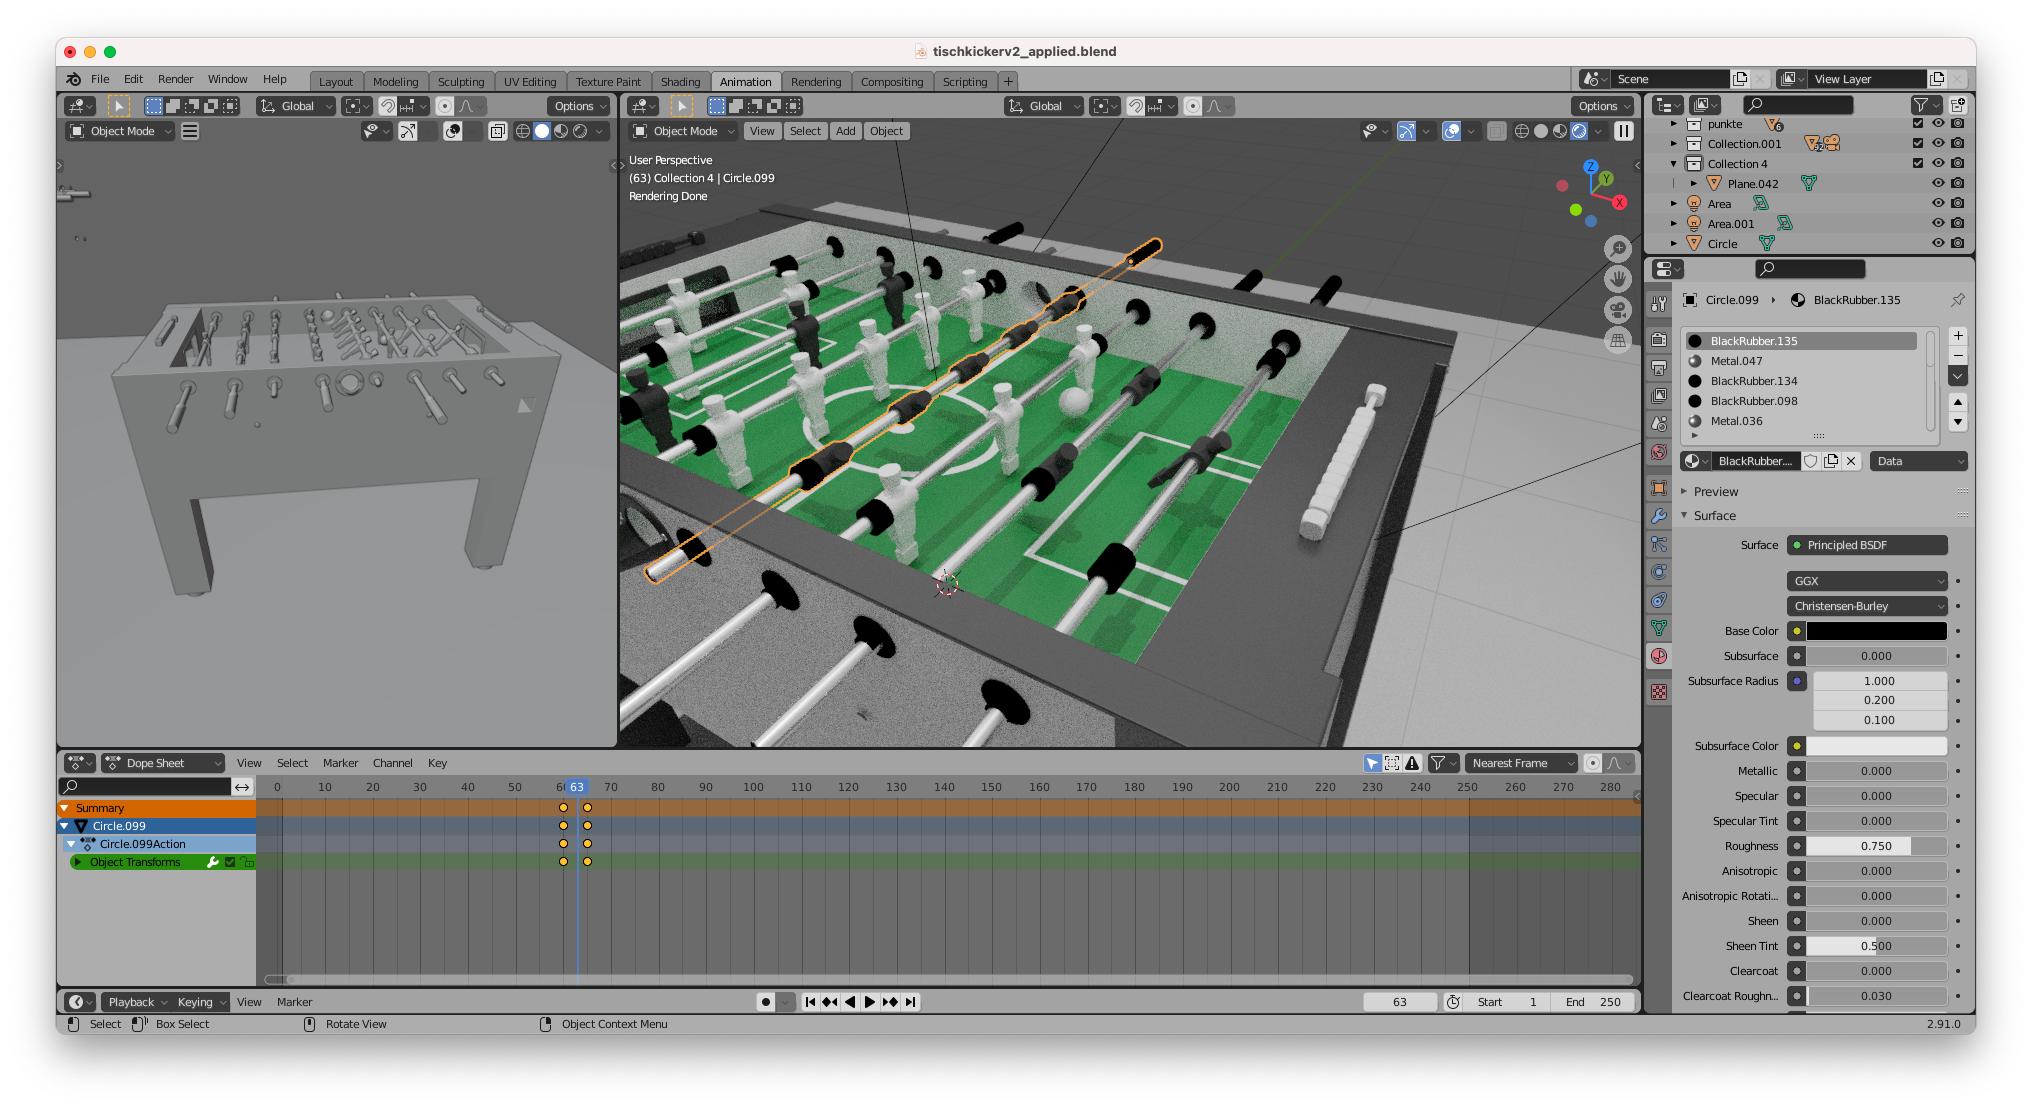 tischkickerv2_applied.blend
File Edit Render Window Help
Layout Modeling Sculpting UV Editing Texture Paint Shading Animation Rendering Compositing Scripting +
Scene View Layer
Global Options
Object Mode
Global Options
Object Mode View Select Add Object
User Perspective
(63) Collection 4 | Circle.099
Rendering Done
Z
Y
X
punkte 6
Collection.001
Collection 4
Plane.042
Area
Area.001
Circle
Circle.099 BlackRubber.135
BlackRubber.135
Metal.047
BlackRubber.134
BlackRubber.098
Metal.036
BlackRubber.... Data
Preview
Surface
Surface Principled BSDF
GGX
Christensen-Burley
Base Color
Subsurface 0.000
Subsurface Radius 1.000
0.200
0.100
Subsurface Color
Metallic 0.000
Specular 0.000
Specular Tint 0.000
Roughness 0.750
Anisotropic 0.000
Anisotropic Rotati... 0.000
Sheen 0.000
Sheen Tint 0.500
Clearcoat 0.000
Clearcoat Roughn... 0.030
Dope Sheet View Select Marker Channel Key Nearest Frame
0 10 20 30 40 50 63 70 80 90 100 110 120 130 140 150 160 170 180 190 200 210 220 230 240 250 260 270 280
Summary
Circle.099
Circle.099Action
Object Transforms
Playback Keying View Marker 63 Start 1 End 250
Select Box Select Rotate View Object Context Menu 2.91.0